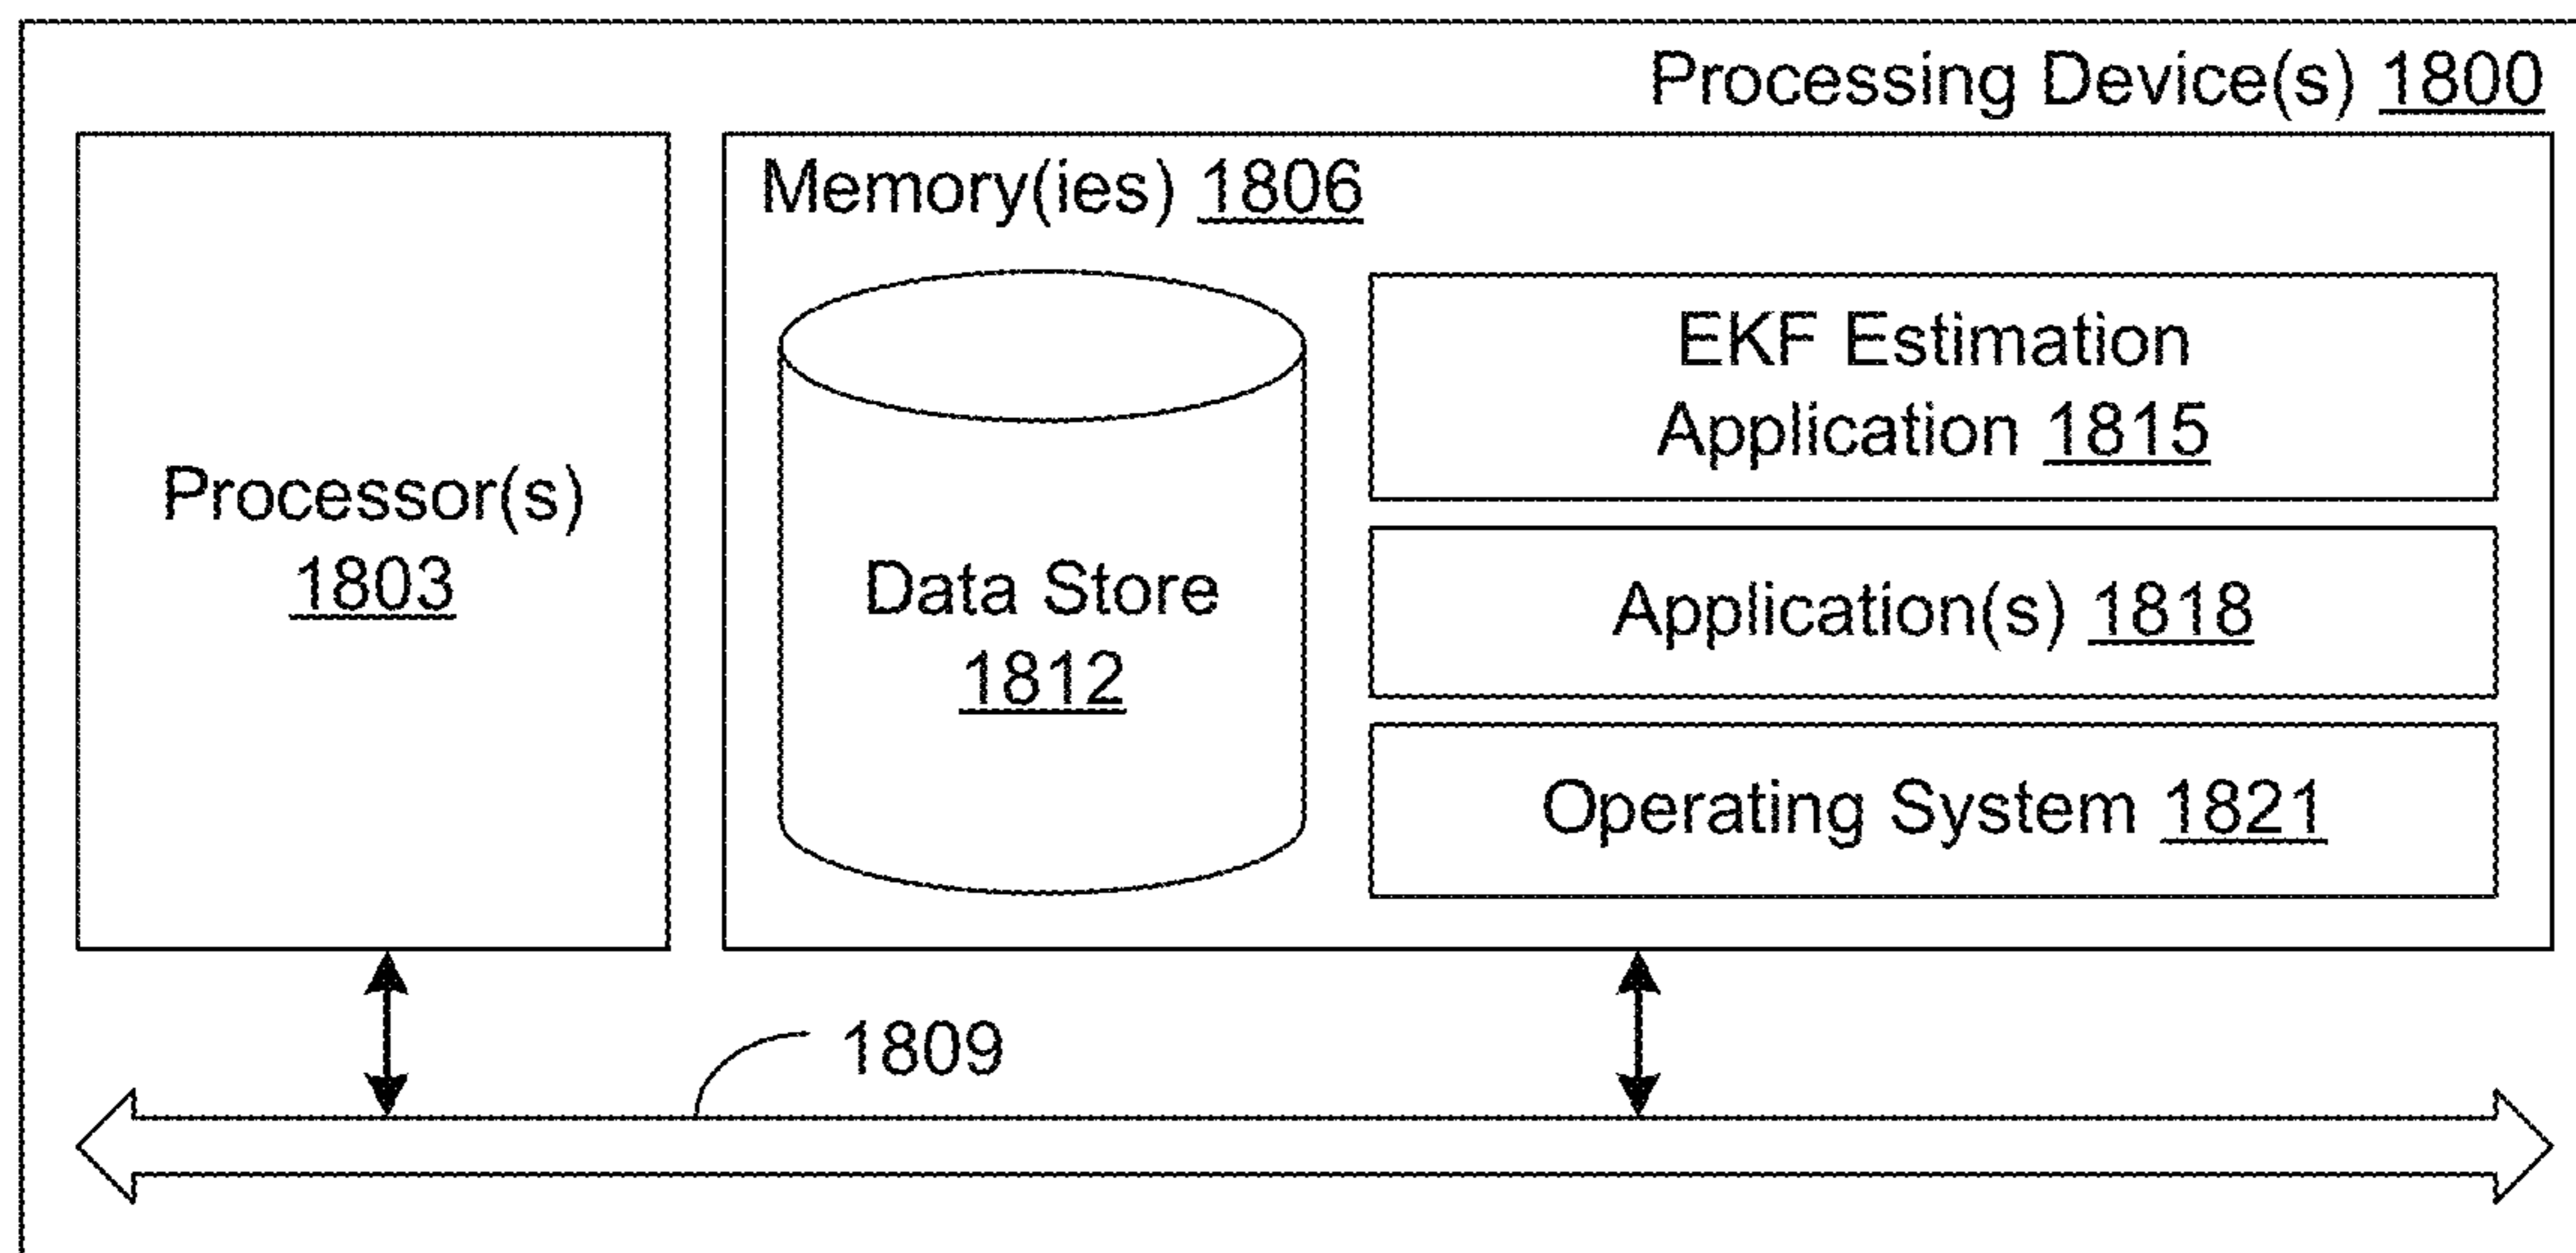 Processing Device(s) 1800
Memory(ies) 1806
Processor(s)
1803
Data Store
1812
EKF Estimation
Application 1815
Application(s) 1818
Operating System 1821
1809